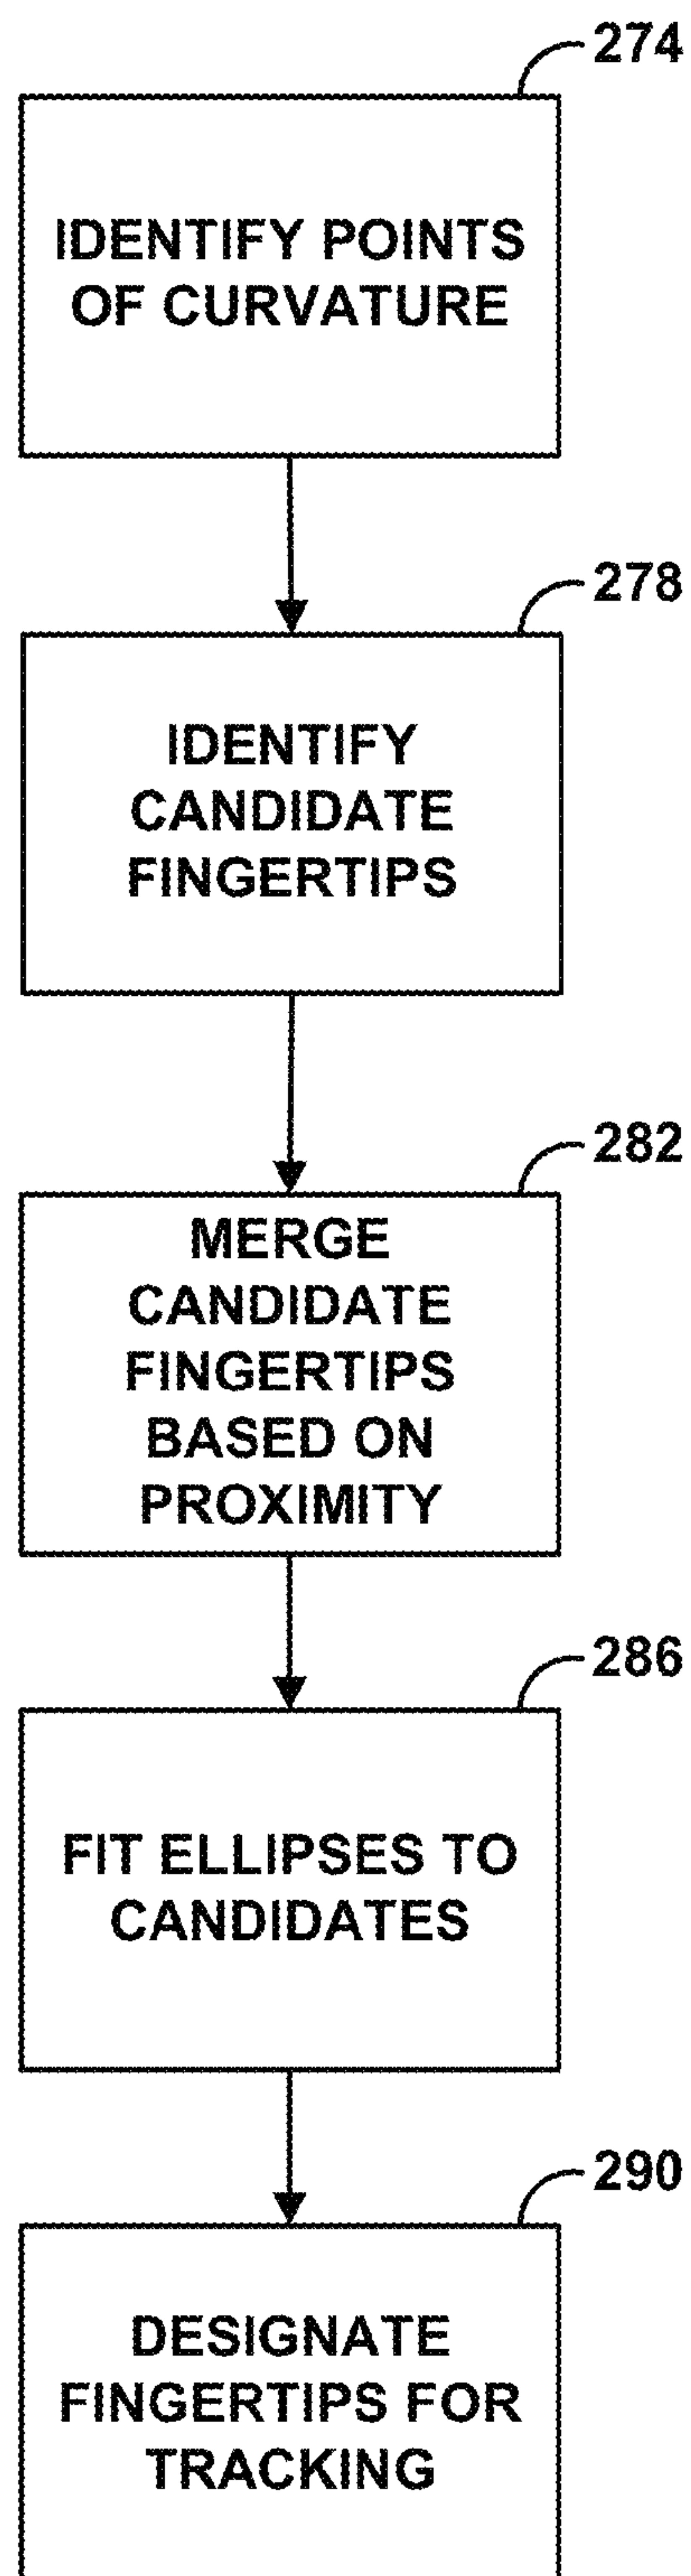 274
IDENTIFY POINTS
OF CURVATURE
278
IDENTIFY
CANDIDATE
FINGERTIPS
282
MERGE
CANDIDATE
FINGERTIPS
BASED ON
PROXIMITY
286
FIT ELLIPSES TO
CANDIDATES
290
DESIGNATE
FINGERTIPS FOR
TRACKING